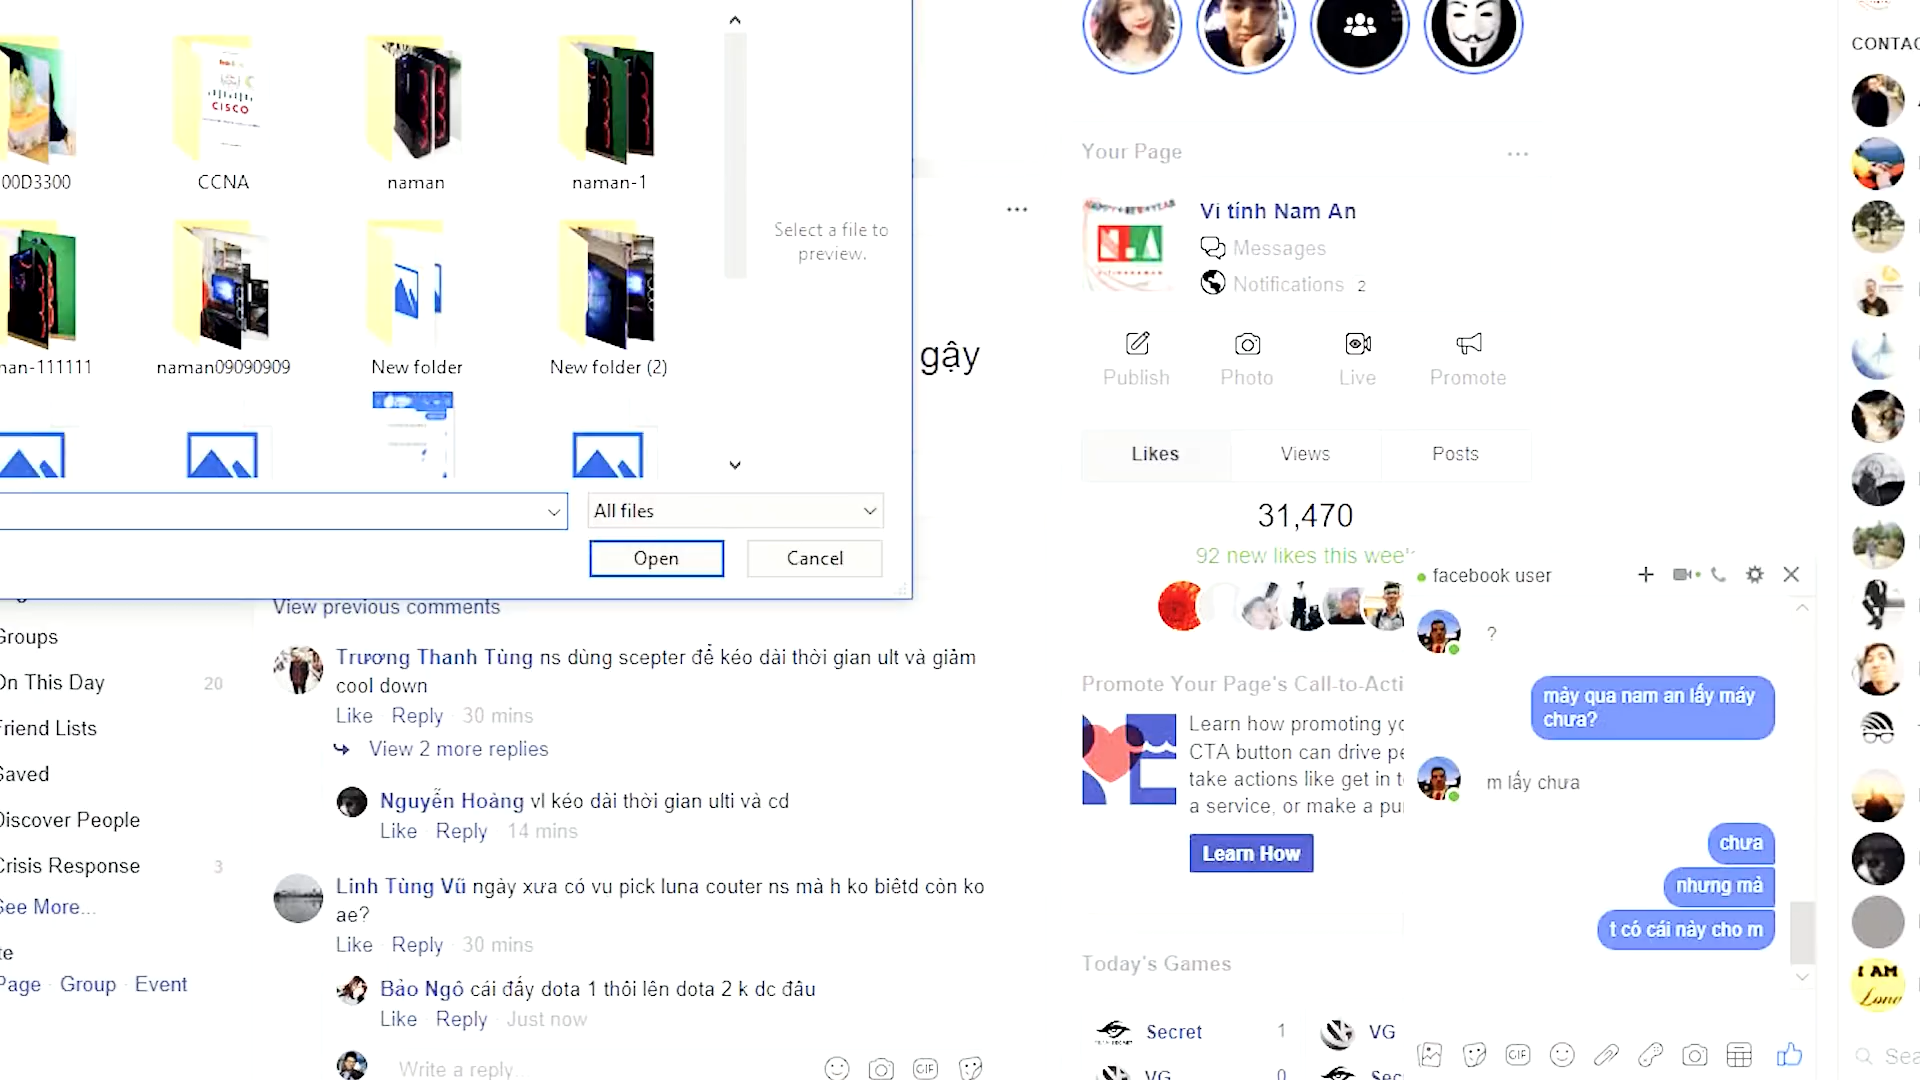 00D3300
CCNA
naman
naman-1
CISCO
Select a file to
preview.
nan-111111
naman09090909
New folder
New folder (2)
All files
Open
Cancel
gậy
View previous comments
Groups
On This Day 20
Friend Lists
Saved
Discover People
Crisis Response 3
See More...
Page · Group · Event
Trương Thanh Tùng ns dùng scepter để kéo dài thời gian ult và giảm
cool down
Like · Reply · 30 mins
View 2 more replies
Nguyễn Hoàng vl kéo dài thời gian ulti và cd
Like · Reply · 14 mins
Linh Tùng Vũ ngày xưa có vụ pick luna couter ns mà h ko biêtd còn ko
ae?
Like · Reply · 30 mins
Bảo Ngô cái đấy dota 1 thôi lên dota 2 k dc đâu
Like · Reply · Just now
Write a reply...
GIF
Your Page
Vi tính Nam An
Messages
Notifications 2
Publish
Photo
Live
Promote
Likes
Views
Posts
31,470
92 new likes this week
Promote Your Page's Call-to-Acti
Learn how promoting yo
CTA button can drive pe
take actions like get in to
a service, or make a pur
Learn How
Today's Games
Secret 1
VG
VG 0
Sec
facebook user
?
mày qua nam an lấy máy
chưa?
m lấy chưa
chưa
nhưng mà
t có cái này cho m
GIF
CONTAC
I AM
Sea